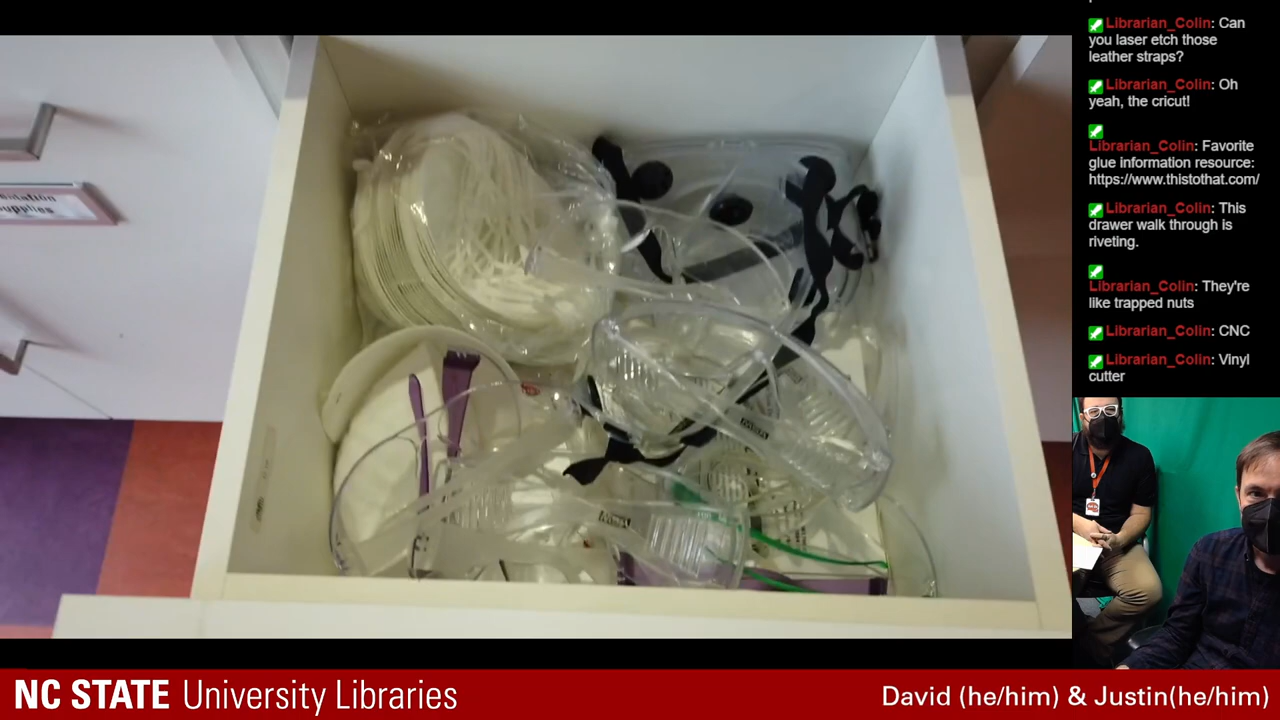 Librarian_Colin: Can
you laser etch those
leather straps?
Librarian_Colin: Oh
yeah, the cricut!
Librarian_Colin: Favorite
glue information resource:
https://www.thistothat.com/
Librarian_Colin: This
drawer walk through is
riveting.
Librarian_Colin: They're
like trapped nuts
Librarian_Colin: CNC
Librarian_Colin: Vinyl
cutter
NC STATE University Libraries
David (he/him) & Justin(he/him)